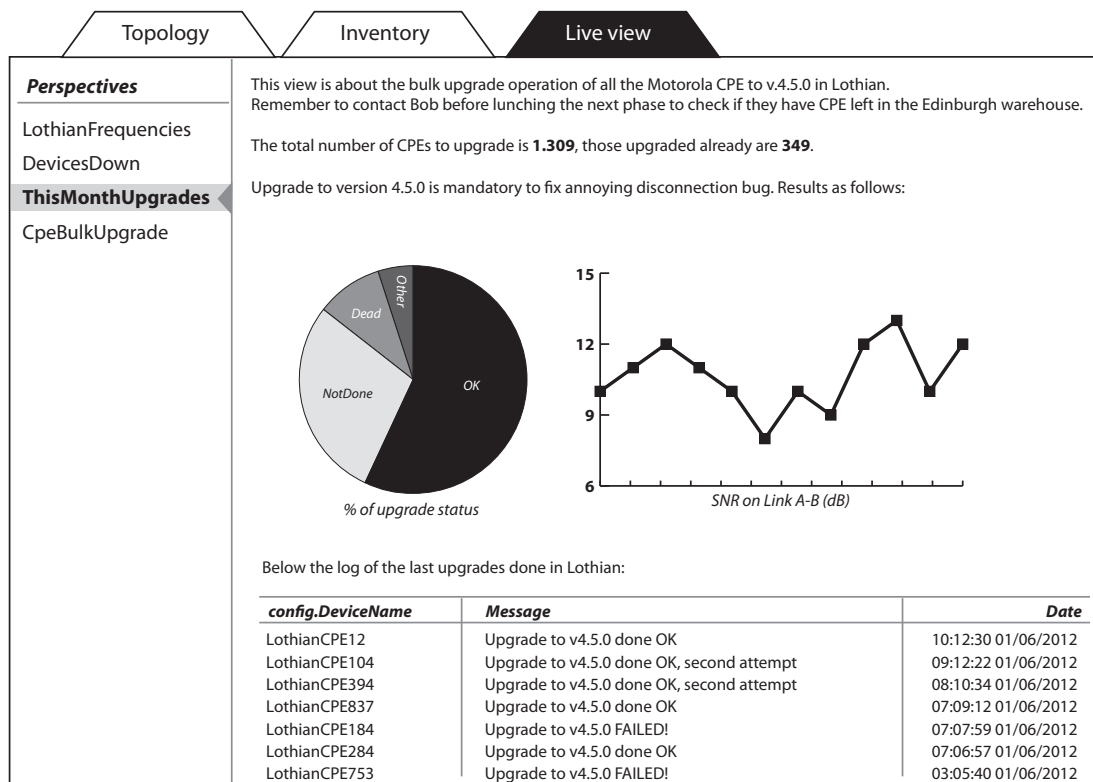 Topology
Inventory
Live view
Perspectives
LothianFrequencies
DevicesDown
ThisMonthUpgrades
CpeBulkUpgrade
This view is about the bulk upgrade operation of all the Motorola CPE to v.4.5.0 in Lothian.
Remember to contact Bob before lunching the next phase to check if they have CPE left in the Edinburgh warehouse.
The total number of CPEs to upgrade is 1.309, those upgraded already are 349.
Upgrade to version 4.5.0 is mandatory to fix annoying disconnection bug. Results as follows:
Other
Dead
NotDone
OK
% of upgrade status
15
12
9
6
SNR on Link A-B (dB)
Below the log of the last upgrades done in Lothian:
config.DeviceName Message Date
LothianCPE12 Upgrade to v4.5.0 done OK 10:12:30 01/06/2012
LothianCPE104 Upgrade to v4.5.0 done OK, second attempt 09:12:22 01/06/2012
LothianCPE394 Upgrade to v4.5.0 done OK, second attempt 08:10:34 01/06/2012
LothianCPE837 Upgrade to v4.5.0 done OK 07:09:12 01/06/2012
LothianCPE184 Upgrade to v4.5.0 FAILED! 07:07:59 01/06/2012
LothianCPE284 Upgrade to v4.5.0 done OK 07:06:57 01/06/2012
LothianCPE753 Upgrade to v4.5.0 FAILED! 03:05:40 01/06/2012